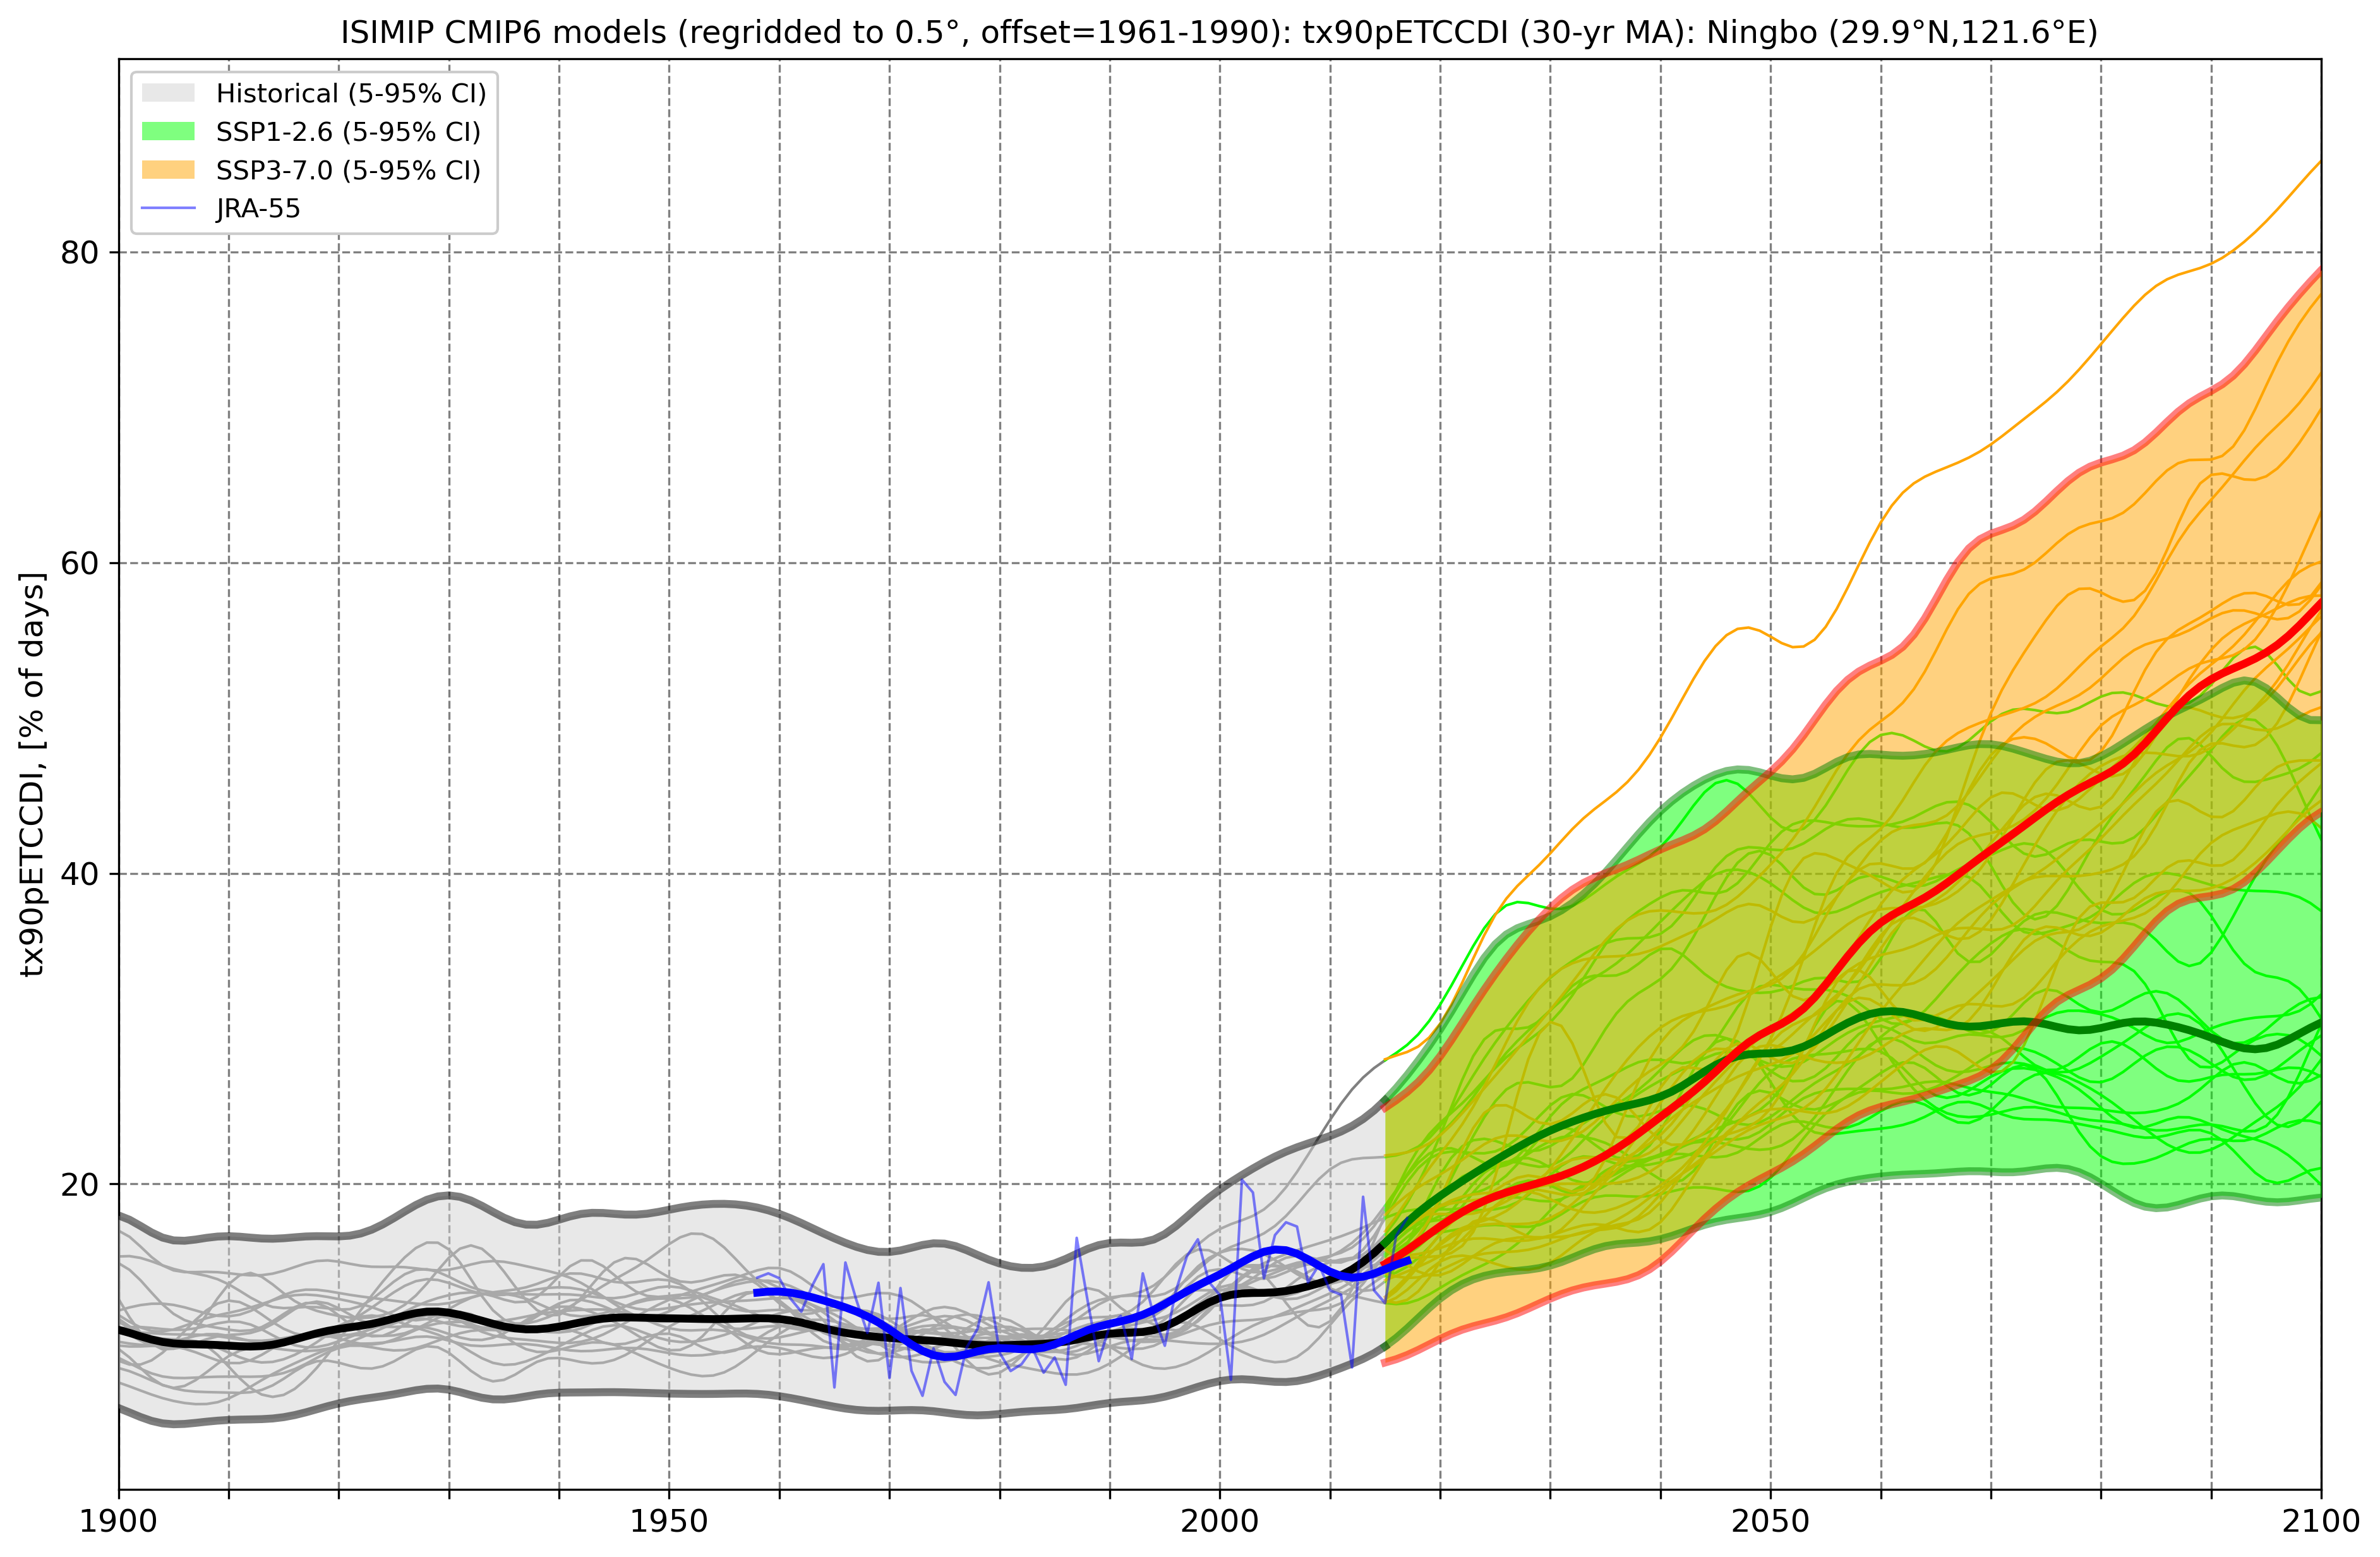 ISIMIP CMIP6 models (regridded to 0.5°, offset=1961-1990): tx90pETCCDI (30-yr MA): Ningbo (29.9°N,121.6°E)
Historical (5-95% CI)
SSP1-2.6 (5-95% CI)
SSP3-7.0 (5-95% CI)
JRA-55
80
60
40
20
tx90pETCCDI, [% of days]
1900
1950
2000
2050
2100